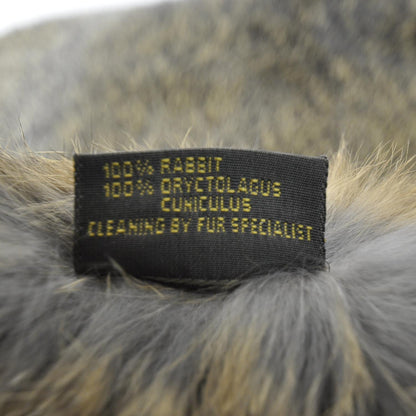 100% RABBIT
100% ORYCTOLAGUS
CUNICULUS
CLEANING BY FUR SPECIALIST